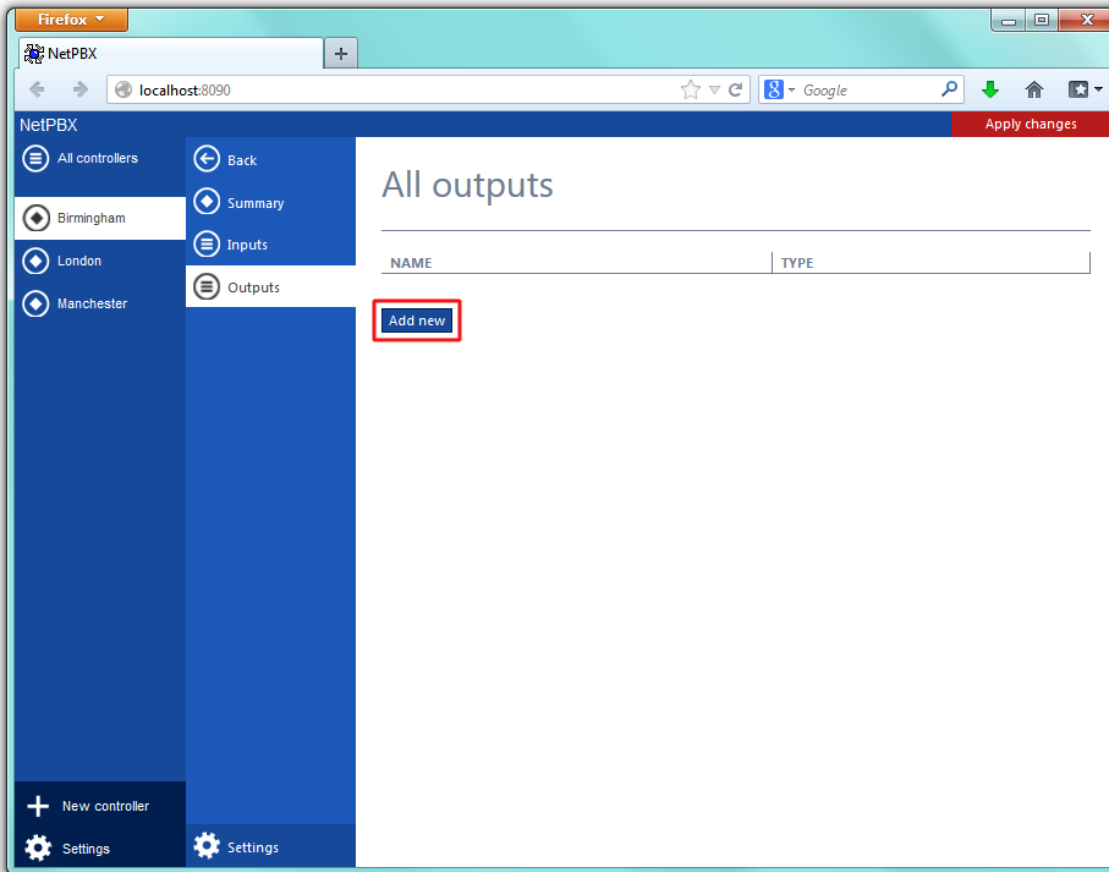 Firefox
NetPBX
localhost:8090
8 Google
NetPBX
Apply changes
All controllers
Birmingham
London
Manchester
New controller
Settings
Back
Summary
Inputs
Outputs
Settings
All outputs
NAME TYPE
Add new